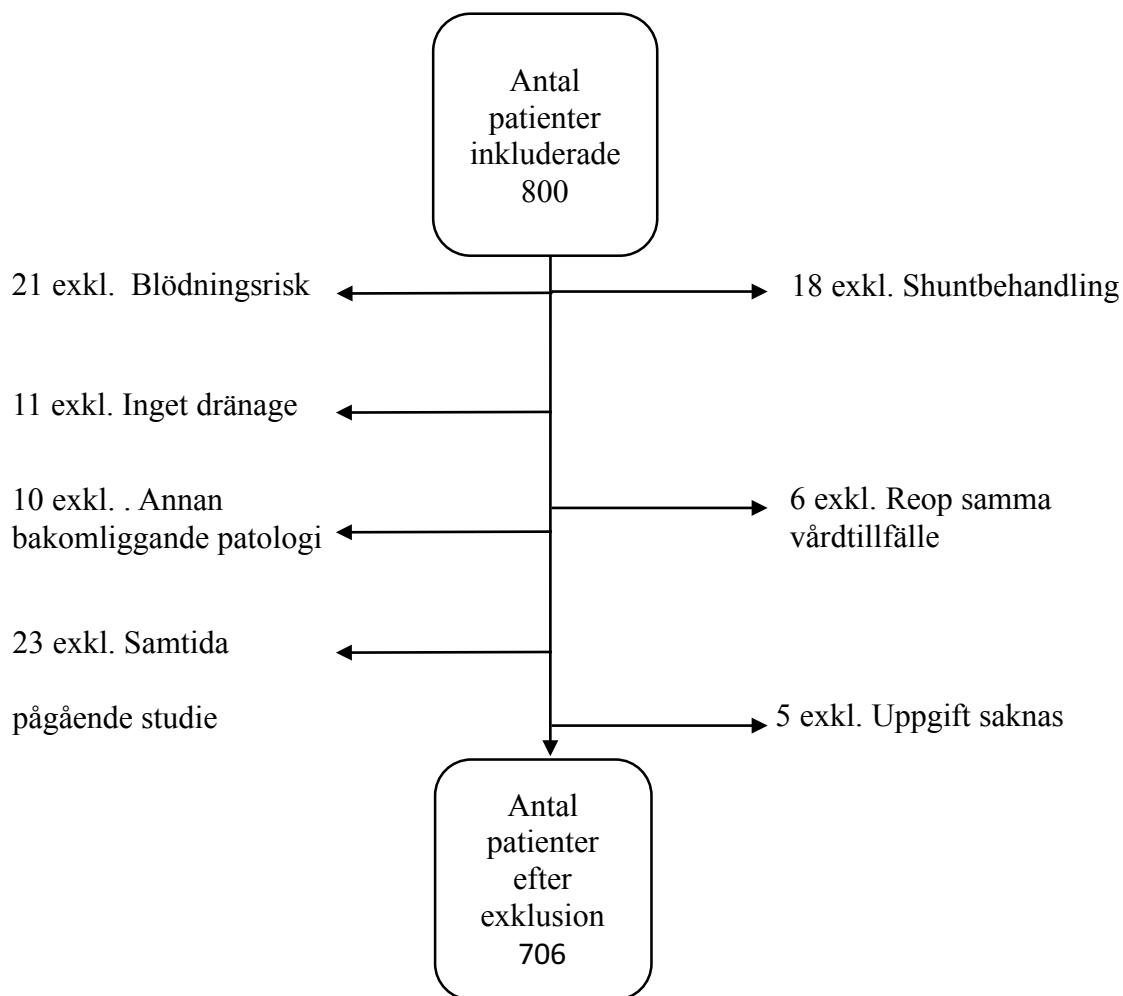 Antal
patienter
inkluderade
800
21 exkl. Blödningsrisk
18 exkl. Shuntbehandling
11 exkl. Inget dränage
10 exkl. . Annan
bakomliggande patologi
6 exkl. Reop samma
vårdtillfälle
23 exkl. Samtida
pågående studie
5 exkl. Uppgift saknas
Antal
patienter
efter
exklusion
706